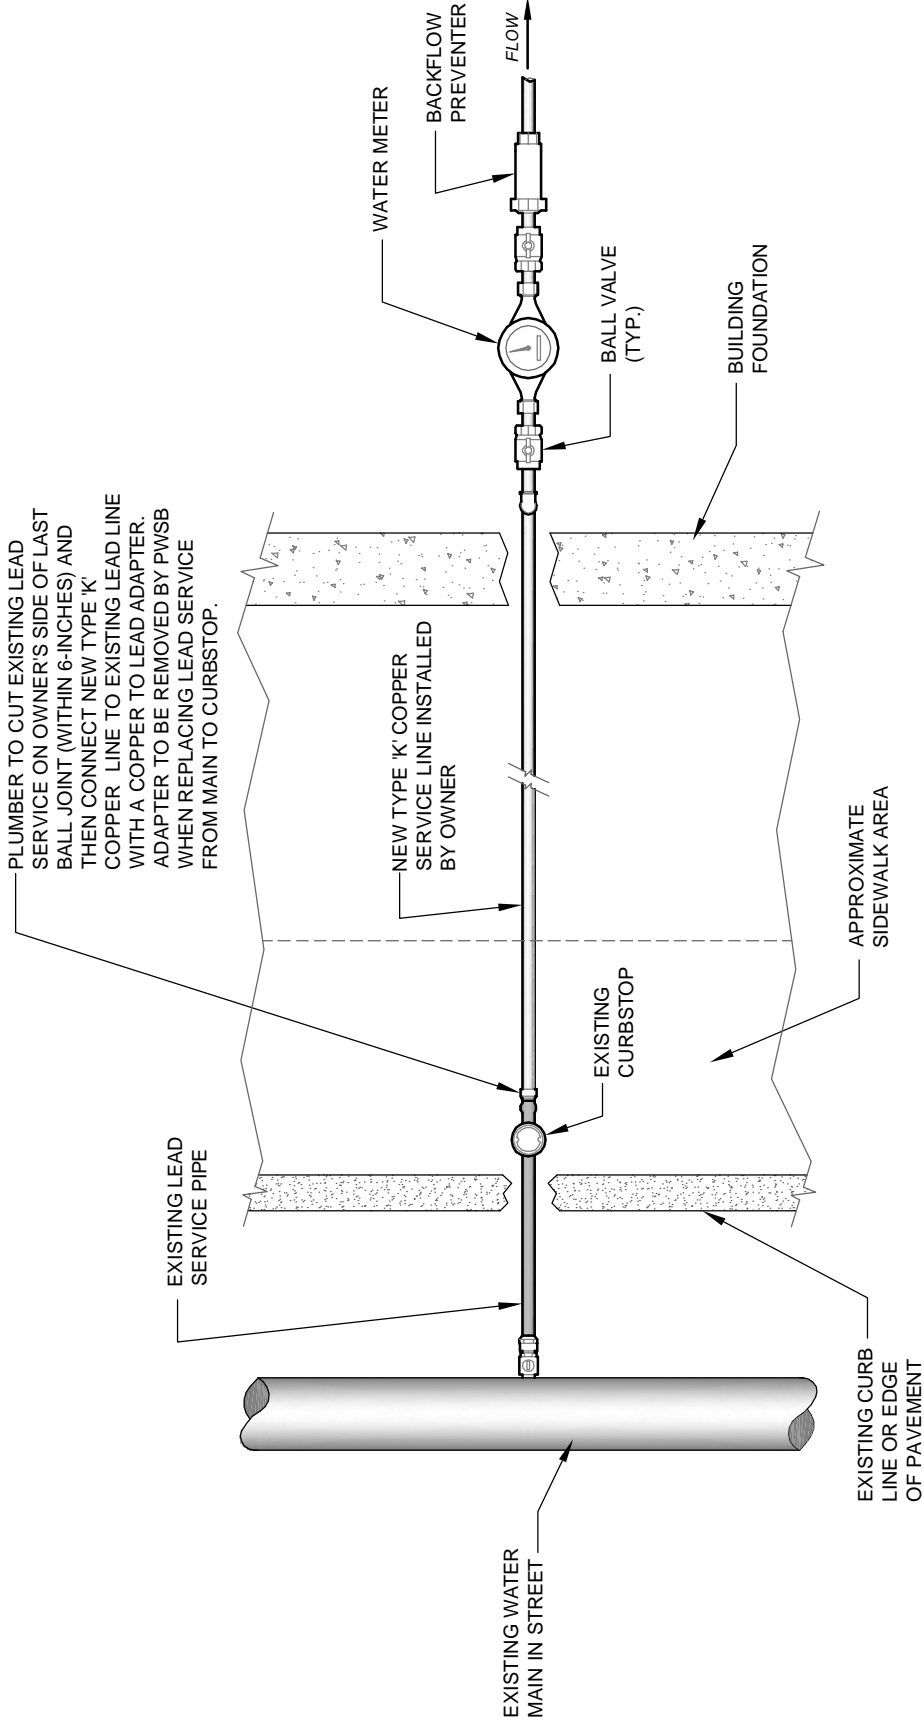 PLUMBER TO CUT EXISTING LEAD
SERVICE ON OWNER'S SIDE OF LAST
BALL JOINT (WITHIN 6-INCHES) AND
THEN CONNECT NEW TYPE 'K'
COPPER LINE TO EXISTING LEAD LINE
WITH A COPPER TO LEAD ADAPTER.
ADAPTER TO BE REMOVED BY PWSB
WHEN REPLACING LEAD SERVICE
FROM MAIN TO CURBSTOP.
EXISTING LEAD
SERVICE PIPE
NEW TYPE 'K' COPPER
SERVICE LINE INSTALLED
BY OWNER
WATER METER
BACKFLOW
PREVENTER
FLOW
EXISTING WATER
MAIN IN STREET
EXISTING
CURBSTOP
BALL VALVE
(TYP.)
BUILDING
FOUNDATION
APPROXIMATE
SIDEWALK AREA
EXISTING CURB
LINE OR EDGE
OF PAVEMENT